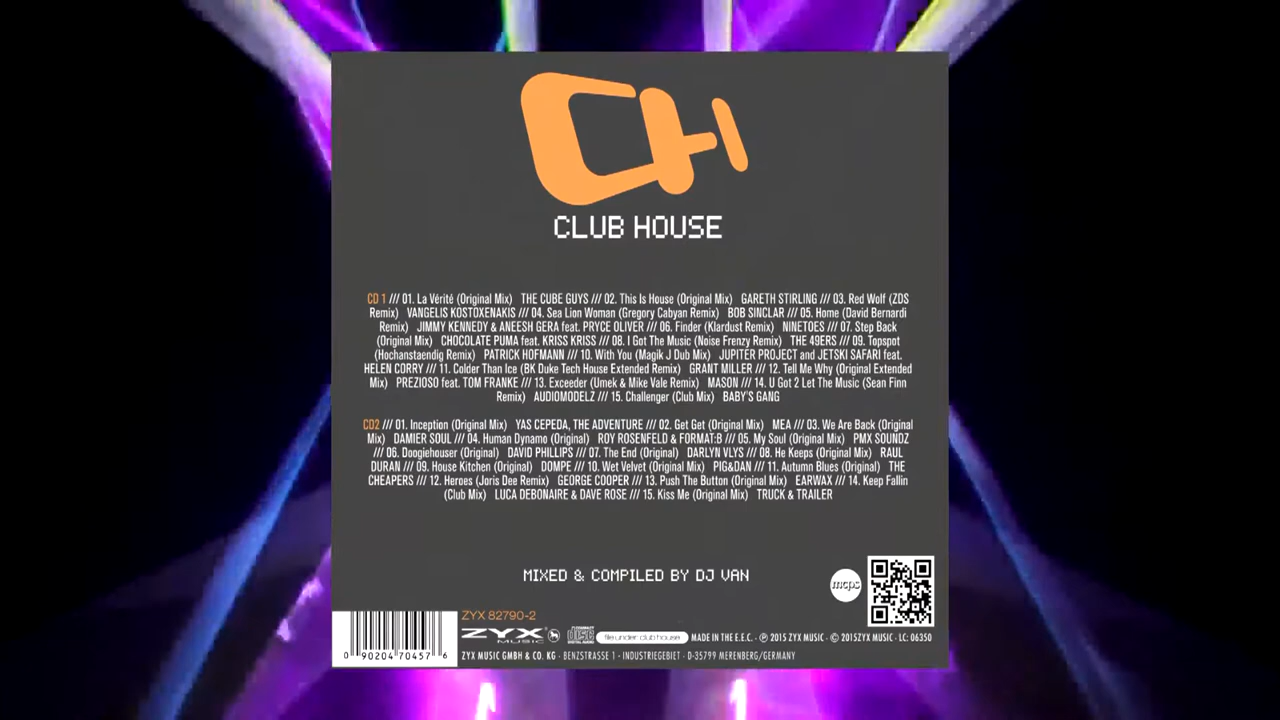 CH
CLUB HOUSE
CD 1 /// 01. La Vérité (Original Mix) THE CUBE GUYS /// 02. This Is House (Original Mix) GARETH STIRLING /// 03. Red Wolf (ZDS
Remix) VANGELIS KOSTOXENAKIS /// 04. Sea Lion Woman (Gregory Cabyan Remix) BOB SINCLAR /// 05. Home (David Bernardi
Remix) JIMMY KENNEDY & ANEESH GERA feat. PRYCE OLIVER /// 06. Finder (Klardust Remix) NINETOES /// 07. Step Back
(Original Mix) CHOCOLATE PUMA feat. KRISS KRISS /// 08. I Got The Music (Noise Frenzy Remix) THE 49ERS /// 09. Topspot
(Hochanstaendig Remix) PATRICK HOFMANN /// 10. With You (Magik J Dub Mix) JUPITER PROJECT and JETSKI SAFARI feat.
HELEN CORRY /// 11. Colder Than Ice (BK Duke Tech House Extended Remix) GRANT MILLER /// 12. Tell Me Why (Original Extended
Mix) PREZIOSO feat. TOM FRANKE /// 13. Exceeder (Umek & Mike Vale Remix) MASON /// 14. U Got 2 Let The Music (Sean Finn
Remix) AUDIOMODELZ /// 15. Challenger (Club Mix) BABY'S GANG
CD2 /// 01. Inception (Original Mix) YAS CEPEDA, THE ADVENTURE /// 02. Get Get (Original Mix) MEA /// 03. We Are Back (Original
Mix) DAMIER SOUL /// 04. Human Dynamo (Original) ROY ROSENFELD & FORMAT:B /// 05. My Soul (Original Mix) PMX SOUNDZ
/// 06. Doogiehouser (Original) DAVID PHILLIPS /// 07. The End (Original) DARLYN VLYS /// 08. He Keeps (Original Mix) RAUL
DURAN /// 09. House Kitchen (Original) DOMPE /// 10. Wet Velvet (Original Mix) PIG&DAN /// 11. Autumn Blues (Original) THE
CHEAPERS /// 12. Heroes (Joris Dee Remix) GEORGE COOPER /// 13. Push The Button (Original Mix) EARWAX /// 14. Keep Fallin
(Club Mix) LUCA DEBONAIRE & DAVE ROSE /// 15. Kiss Me (Original Mix) TRUCK & TRAILER
MIXED & COMPILED BY DJ VAN
mcps
ZYX 82790-2
ZYX MUSIC COMPACT disc DIGITAL AUDIO file under: club house MADE IN THE E.E.C. · ℗ 2015 ZYX MUSIC · © 2015ZYX MUSIC · LC: 06350
0 90204 70457 6 ZYX MUSIC GMBH & CO. KG · BENZSTRASSE 1 · INDUSTRIEGEBIET · D-35799 MERENBERG/GERMANY